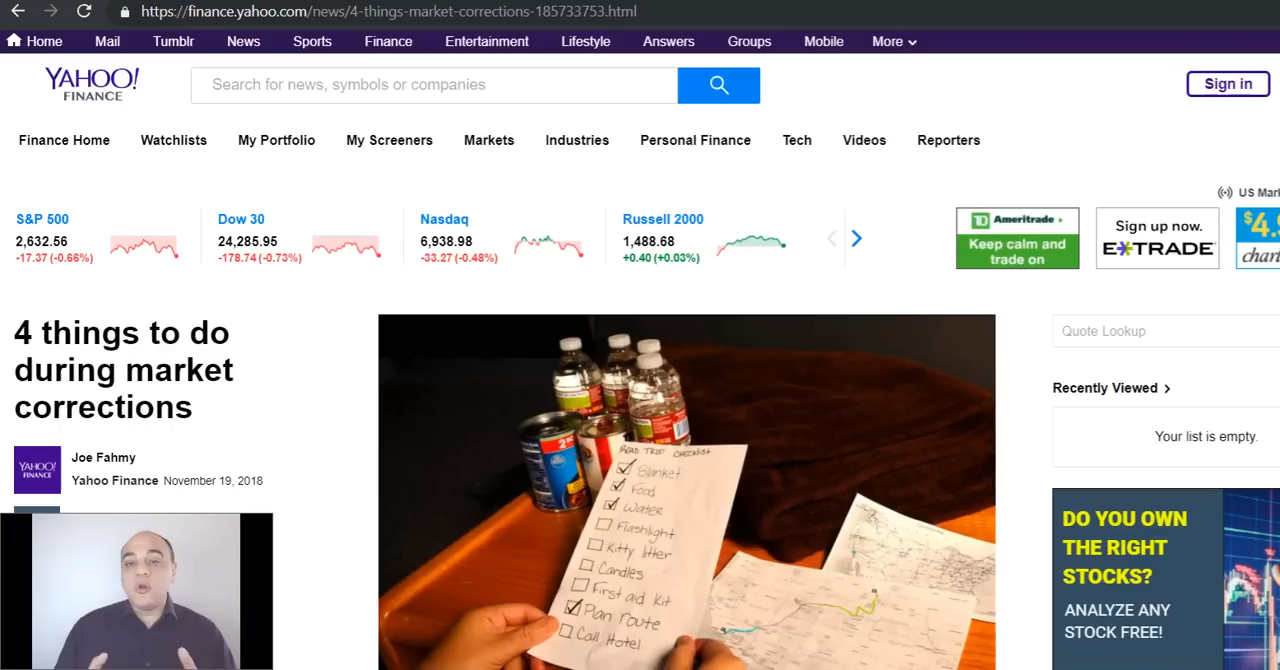 https://finance.yahoo.com/news/4-things-market-corrections-185733753.html
Home Mail Tumblr News Sports Finance Entertainment Lifestyle Answers Groups Mobile More
YAHOO!
FINANCE
Search for news, symbols or companies
Sign in
Finance Home Watchlists My Portfolio My Screeners Markets Industries Personal Finance Tech Videos Reporters
US Mar
S&P 500
2,632.56
-17.37 (-0.66%)
Dow 30
24,285.95
-178.74 (-0.73%)
Nasdaq
6,938.98
-33.27 (-0.48%)
Russell 2000
1,488.68
+0.40 (+0.03%)
TD Ameritrade
Keep calm and
trade on
Sign up now.
E*TRADE
$4.9
char
4 things to do
during market
corrections
YAHOO!
FINANCE
Joe Fahmy
Yahoo Finance November 19, 2018
ROAD TRIP CHECKLIST
Blanket
Food
Water
Flashlight
Kitty litter
Candles
First aid Kit
Plan route
Call Hotel
Quote Lookup
Recently Viewed
Your list is empty.
DO YOU OWN
THE RIGHT
STOCKS?
ANALYZE ANY
STOCK FREE!